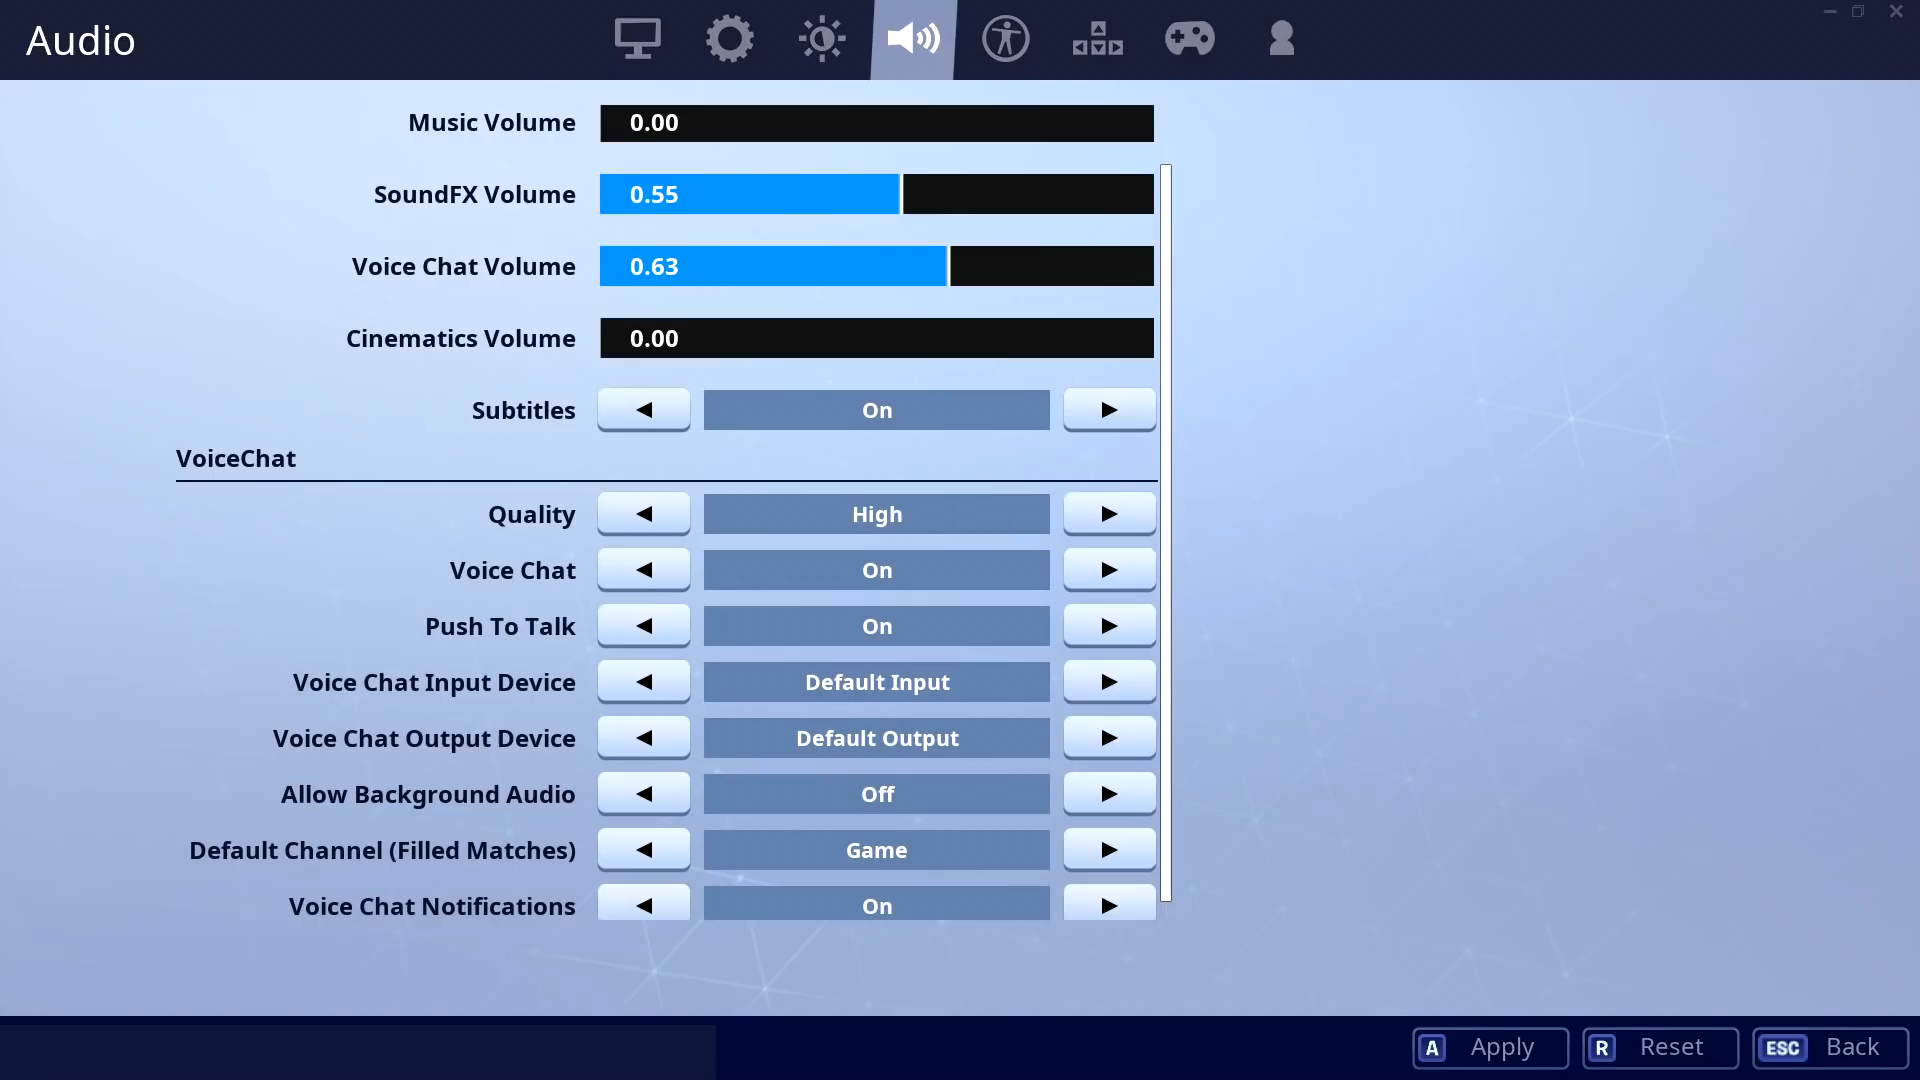 Audio
Music Volume 0.00
SoundFX Volume 0.55
Voice Chat Volume 0.63
Cinematics Volume 0.00
Subtitles On
VoiceChat
Quality High
Voice Chat On
Push To Talk On
Voice Chat Input Device Default Input
Voice Chat Output Device Default Output
Allow Background Audio Off
Default Channel (Filled Matches) Game
Voice Chat Notifications On
A Apply R Reset ESC Back